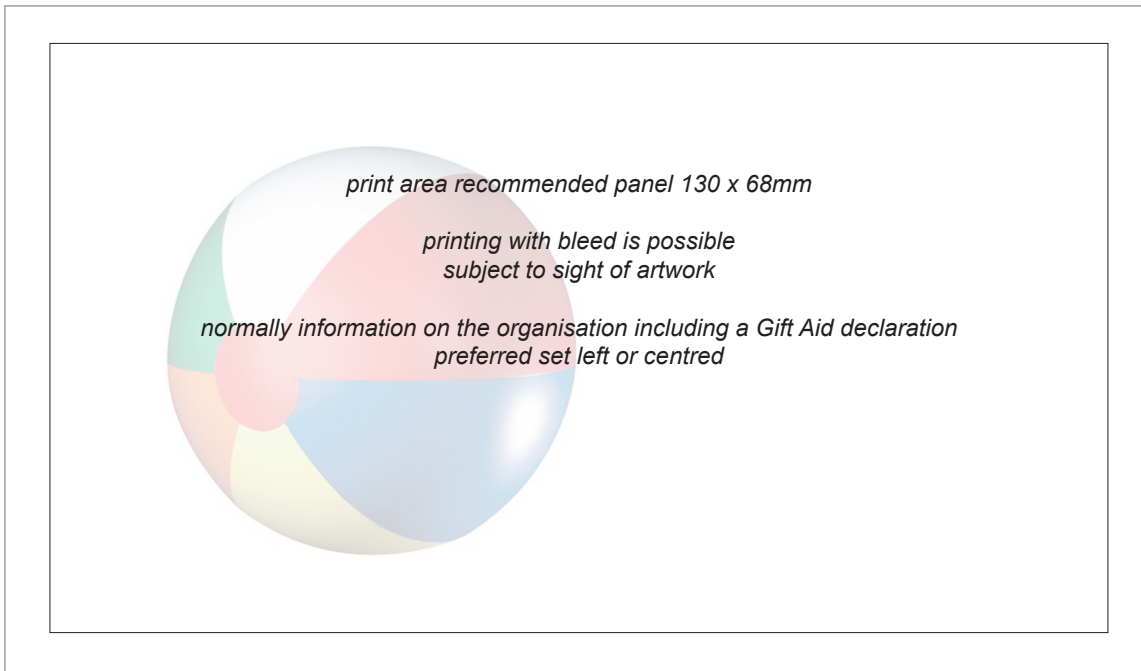 print area recommended panel 130 x 68mm
printing with bleed is possible
subject to sight of artwork
normally information on the organisation including a Gift Aid declaration
preferred set left or centred